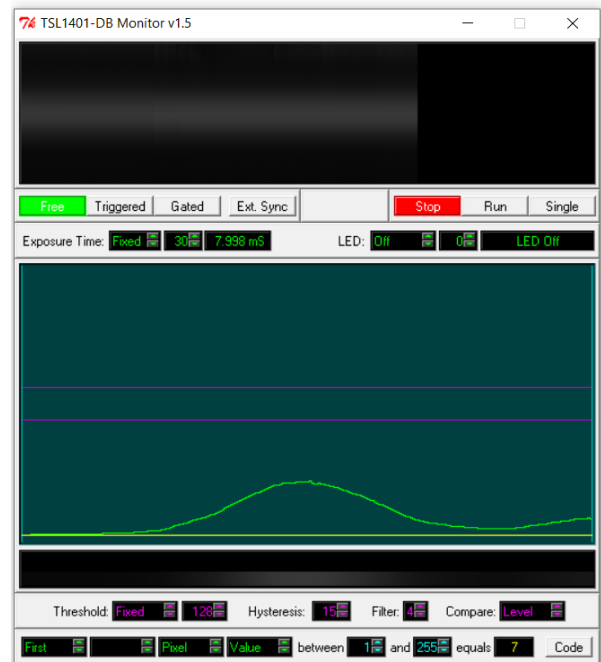 TSL1401-DB Monitor v1.5
Free Triggered Gated Ext. Sync Stop Run Single
Exposure Time: Fixed 30 7.998 mS LED: Off 0 LED Off
Threshold: Fixed 128 Hysteresis: 15 Filter: 4 Compare: Level
First Pixel Value between 1 and 255 equals 7 Code